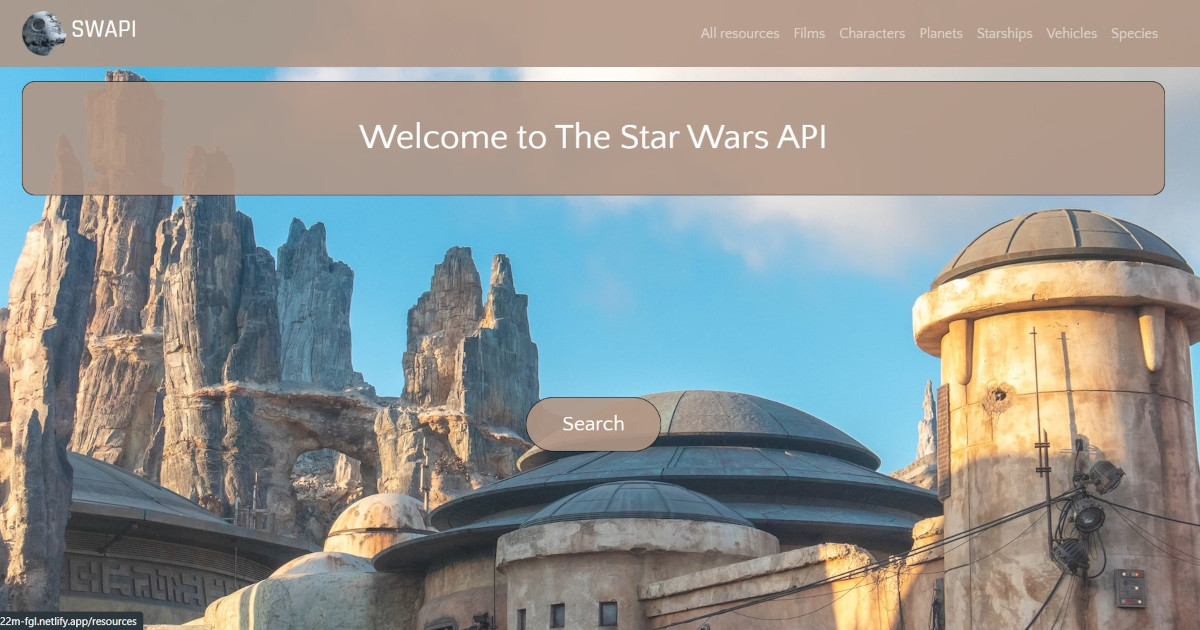 SWAPI
All resources Films Characters Planets Starships Vehicles Species
Welcome to The Star Wars API
Search
22m-fgl.netlify.app/resources